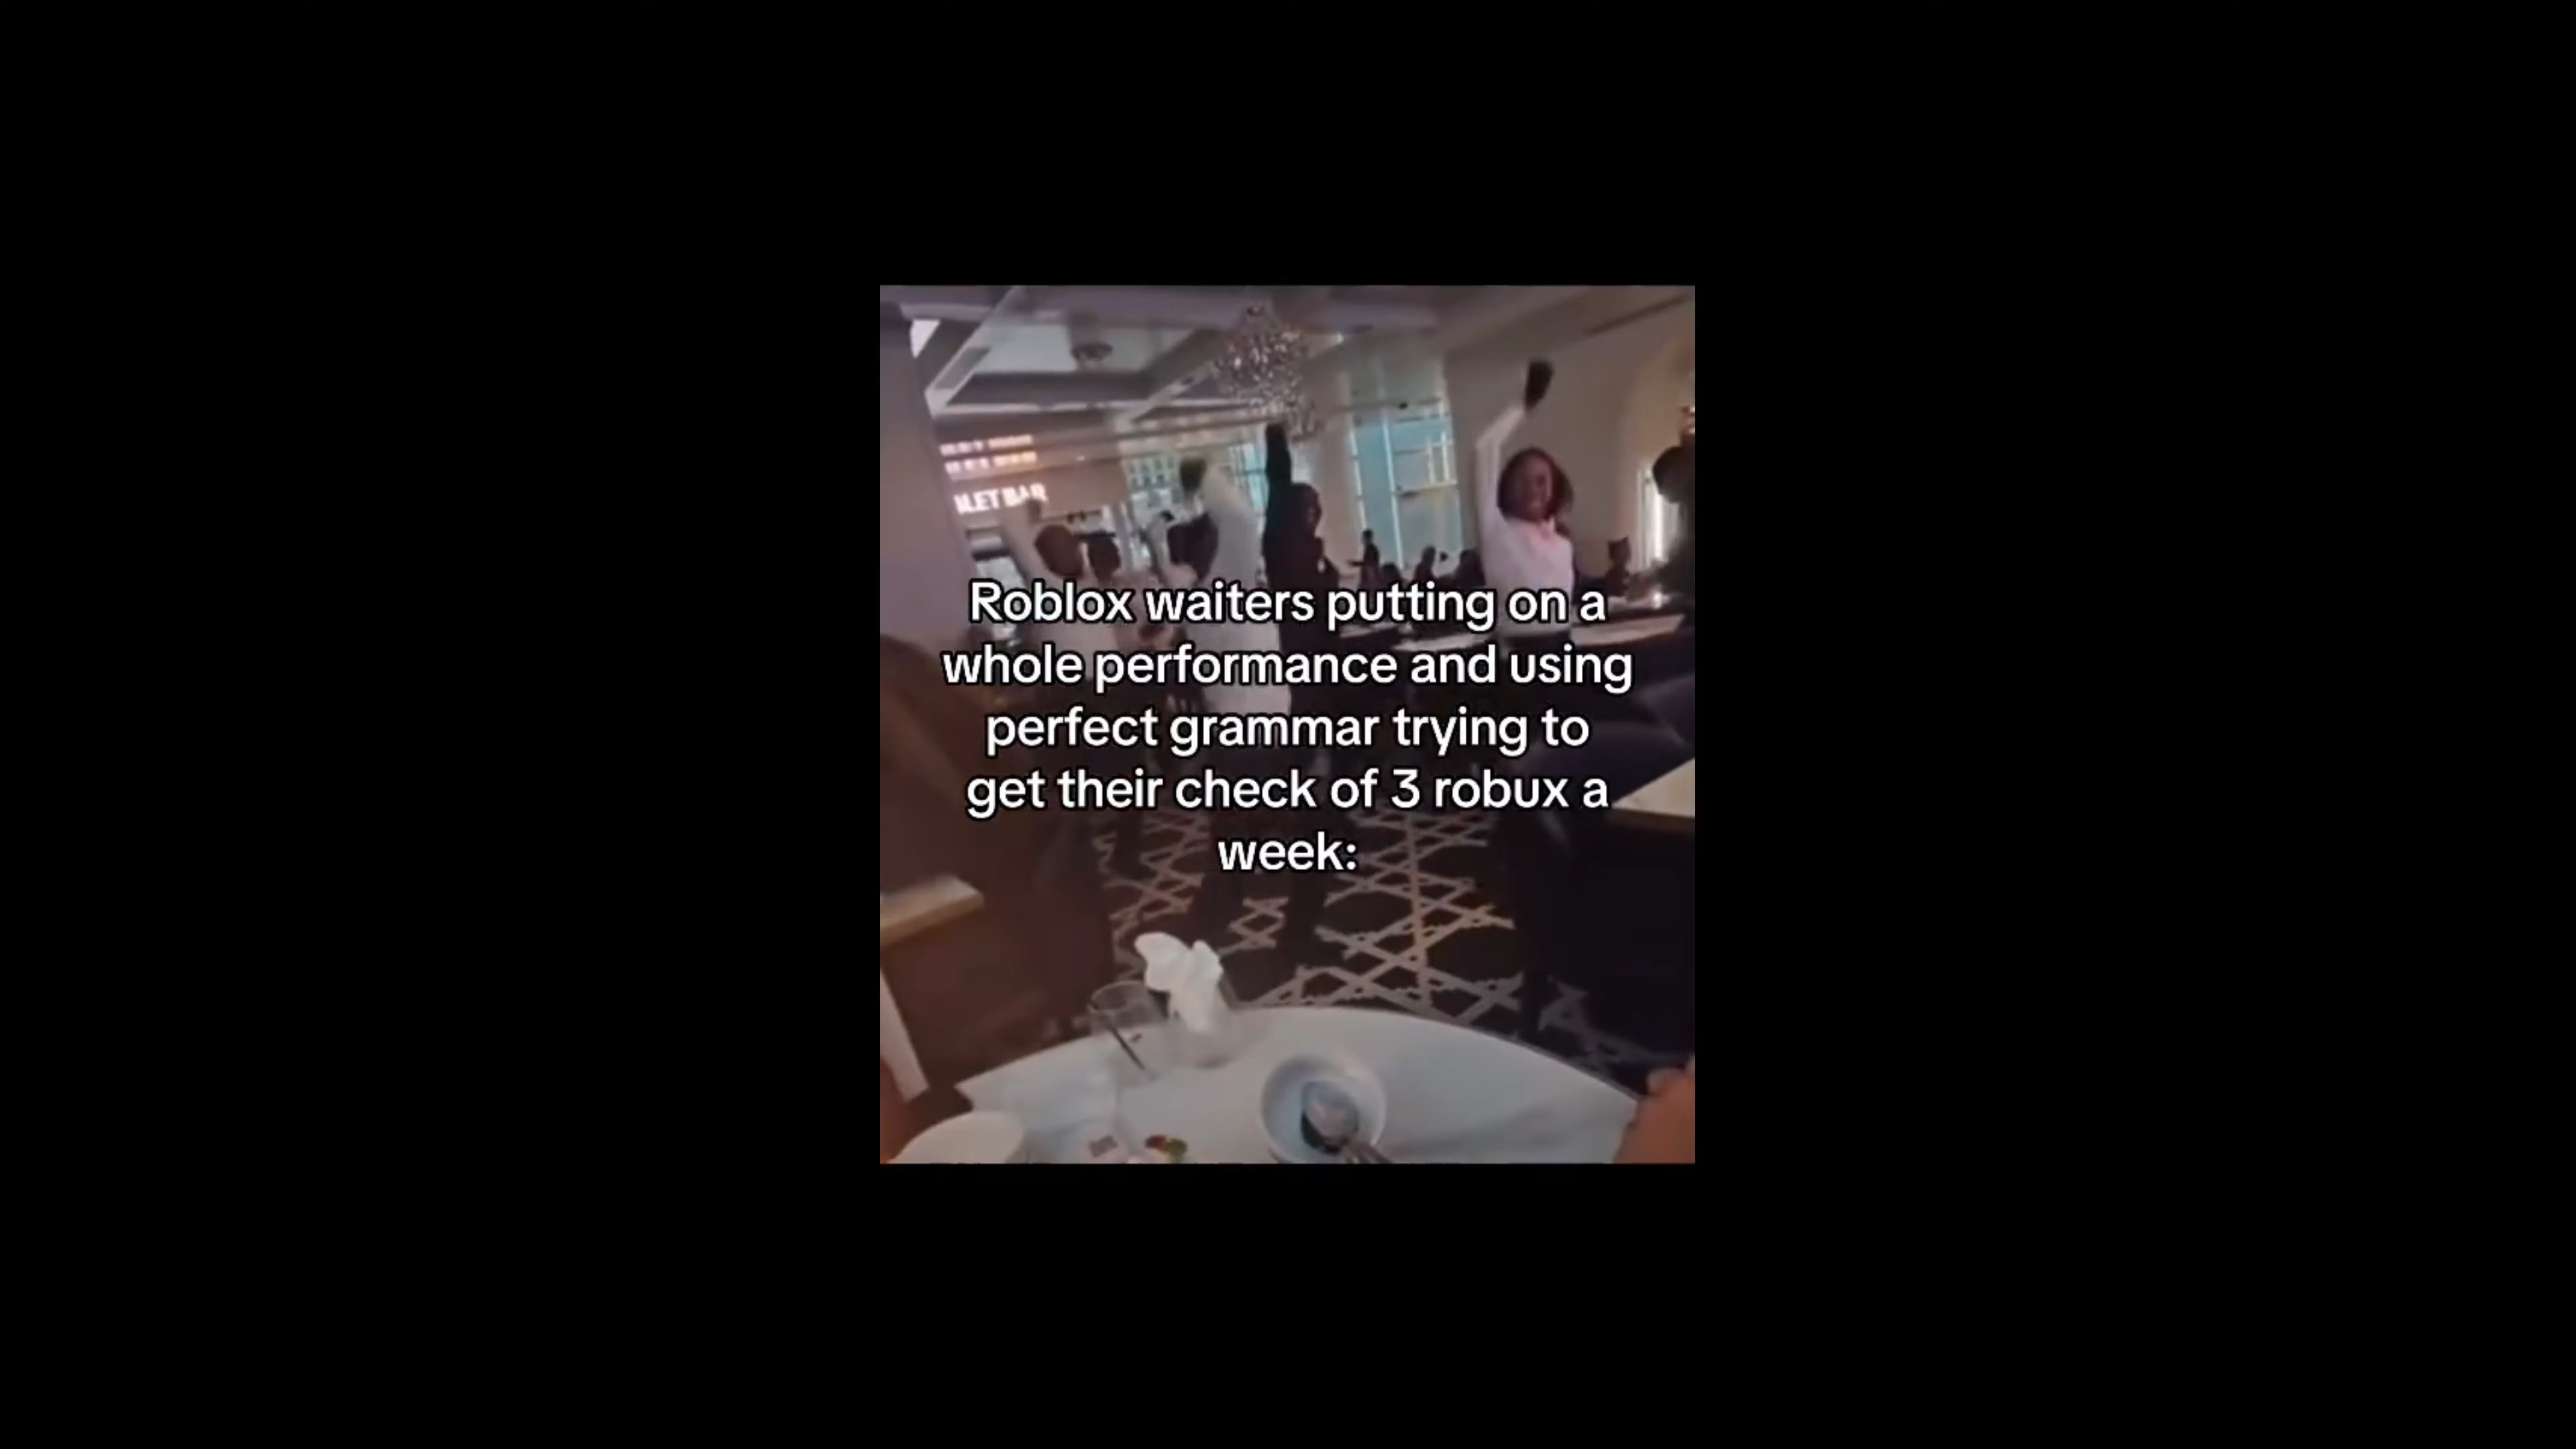 Roblox waiters putting on a
whole performance and using
perfect grammar trying to
get their check of 3 robux a
week:
BAR